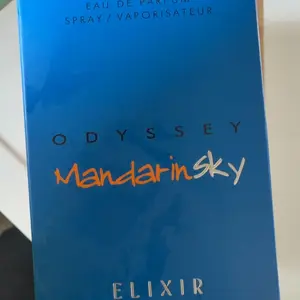 EAU DE PARFUM
SPRAY / VAPORISATEUR
ODYSSEY
Mandarinsky
ELIXIR